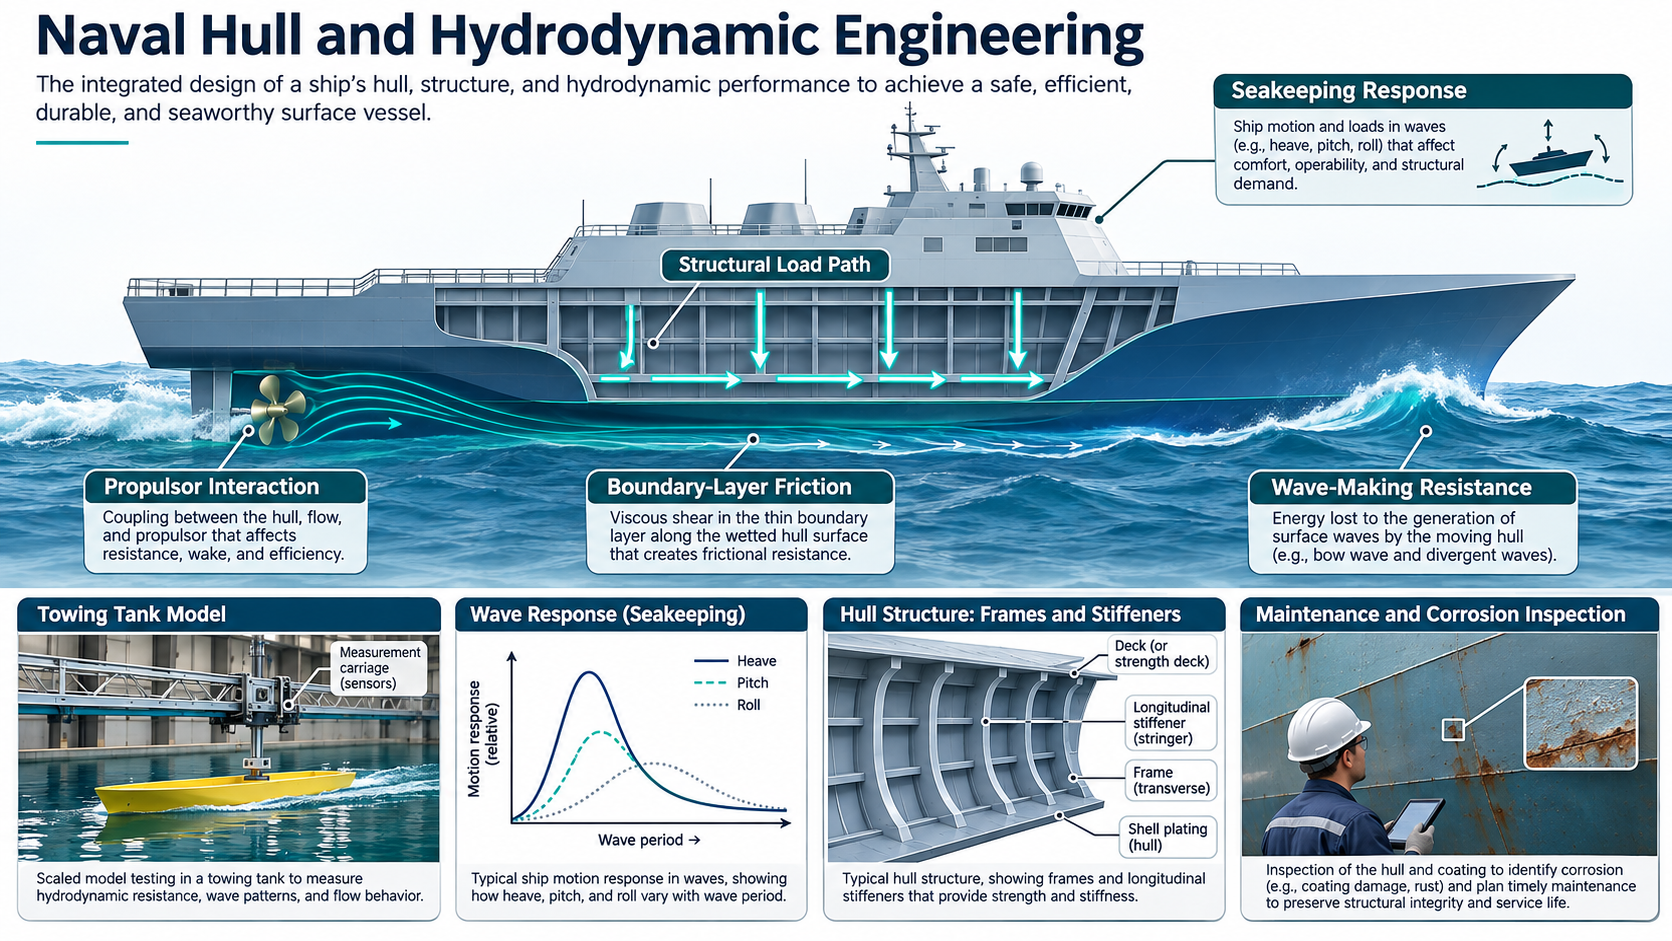 Naval Hull and Hydrodynamic Engineering
The integrated design of a ship's hull, structure, and hydrodynamic performance to achieve a safe, efficient,
durable, and seaworthy surface vessel.
Seakeeping Response
Ship motion and loads in waves
(e.g., heave, pitch, roll) that affect
comfort, operability, and structural
demand.
Structural Load Path
Propulsor Interaction
Coupling between the hull, flow,
and propulsor that affects
resistance, wake, and efficiency.
Boundary-Layer Friction
Viscous shear in the thin boundary
layer along the wetted hull surface
that creates frictional resistance.
Wave-Making Resistance
Energy lost to the generation of
surface waves by the moving hull
(e.g., bow wave and divergent waves).
Towing Tank Model
Measurement
carriage
(sensors)
Scaled model testing in a towing tank to measure
hydrodynamic resistance, wave patterns, and flow behavior.
Wave Response (Seakeeping)
Heave
Pitch
Roll
Motion response
(relative)
Wave period →
Typical ship motion response in waves, showing
how heave, pitch, and roll vary with wave period.
Hull Structure: Frames and Stiffeners
Deck (or
strength deck)
Longitudinal
stiffener
(stringer)
Frame
(transverse)
Shell plating
(hull)
Typical hull structure, showing frames and longitudinal
stiffeners that provide strength and stiffness.
Maintenance and Corrosion Inspection
Inspection of the hull and coating to identify corrosion
(e.g., coating damage, rust) and plan timely maintenance
to preserve structural integrity and service life.